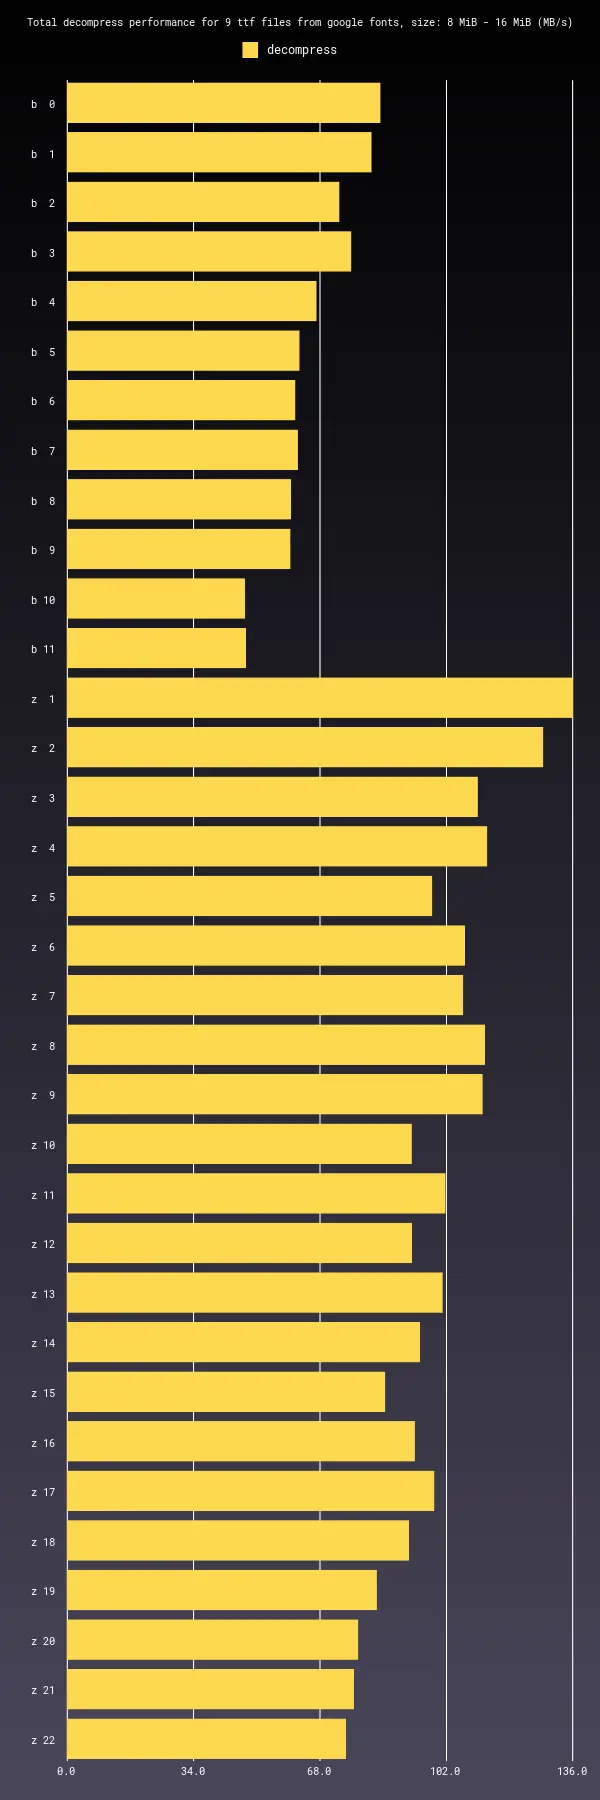 Total decompress performance for 9 ttf files from google fonts, size: 8 MiB - 16 MiB (MB/s)
decompress
b  0
b  1
b  2
b  3
b  4
b  5
b  6
b  7
b  8
b  9
b 10
b 11
z  1
z  2
z  3
z  4
z  5
z  6
z  7
z  8
z  9
z 10
z 11
z 12
z 13
z 14
z 15
z 16
z 17
z 18
z 19
z 20
z 21
z 22
0.0 34.0 68.0 102.0 136.0